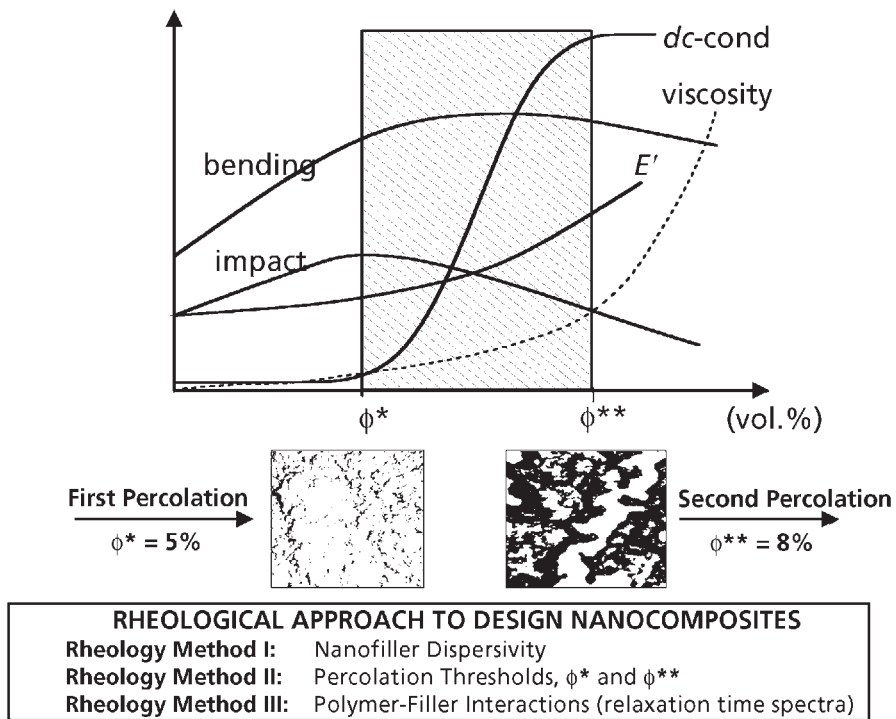 dc-cond
viscosity
bending
E'
impact
ϕ*
ϕ**
(vol.%)
First Percolation
ϕ* = 5%
Second Percolation
ϕ** = 8%
RHEOLOGICAL APPROACH TO DESIGN NANOCOMPOSITES
Rheology Method I: Nanofiller Dispersivity
Rheology Method II: Percolation Thresholds, ϕ* and ϕ**
Rheology Method III: Polymer-Filler Interactions (relaxation time spectra)